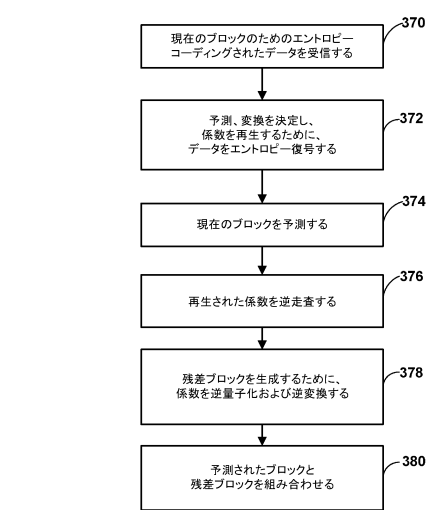 370
現在のブロックのためのエントロピー
コーディングされたデータを受信する
372
予測、変換を決定し、
係数を再生するために、
データをエントロピー復号する
374
現在のブロックを予測する
376
再生された係数を逆走査する
378
残差ブロックを生成するために、
係数を逆量子化および逆変換する
380
予測されたブロックと
残差ブロックを組み合わせる